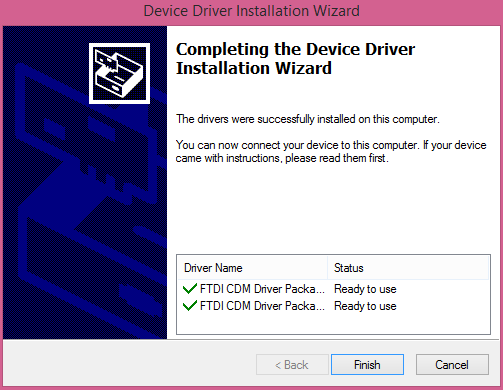 Device Driver Installation Wizard
Completing the Device Driver
Installation Wizard
The drivers were successfully installed on this computer.
You can now connect your device to this computer. If your device
came with instructions, please read them first.
Driver Name Status
FTDI CDM Driver Packa... Ready to use
FTDI CDM Driver Packa... Ready to use
< Back Finish Cancel